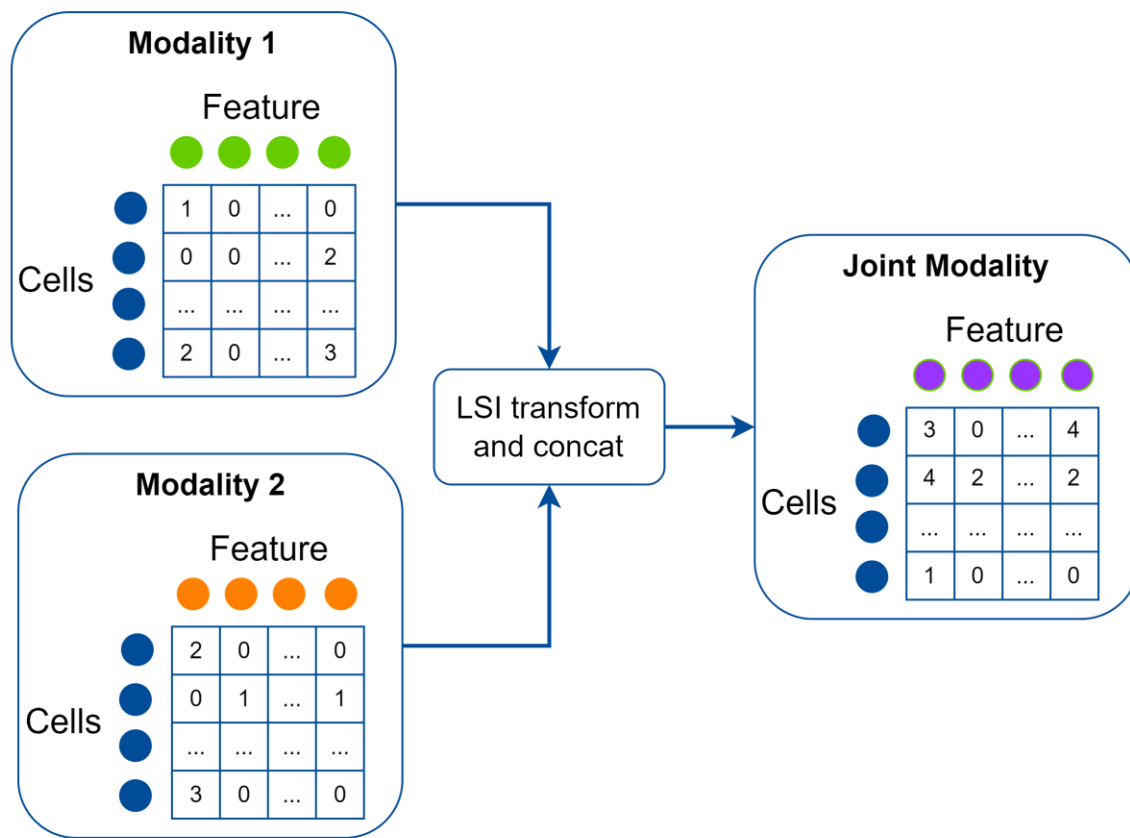 Modality 1
Feature
Cells
1 0 ... 0
0 0 ... 2
... ... ... ...
2 0 ... 3
Modality 2
Feature
Cells
2 0 ... 0
0 1 ... 1
... ... ... ...
3 0 ... 0
LSI transform
and concat
Joint Modality
Feature
Cells
3 0 ... 4
4 2 ... 2
... ... ... ...
1 0 ... 0